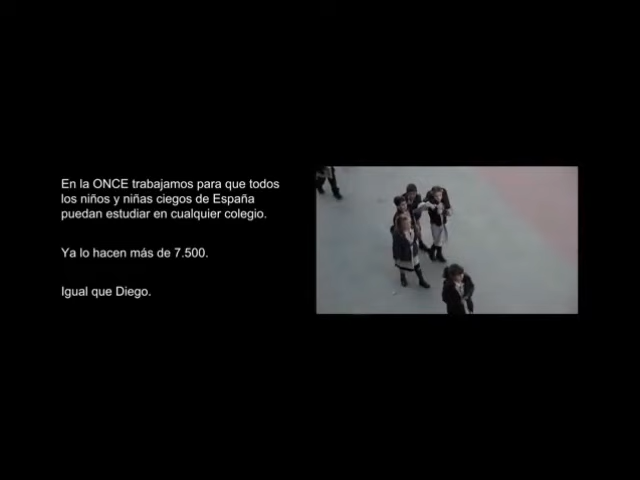 En la ONCE trabajamos para que todos
los niños y niñas ciegos de España
puedan estudiar en cualquier colegio.
Ya lo hacen más de 7.500.
Igual que Diego.